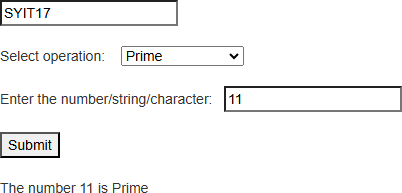 SYIT17
Select operation: Prime
Enter the number/string/character: 11
Submit
The number 11 is Prime